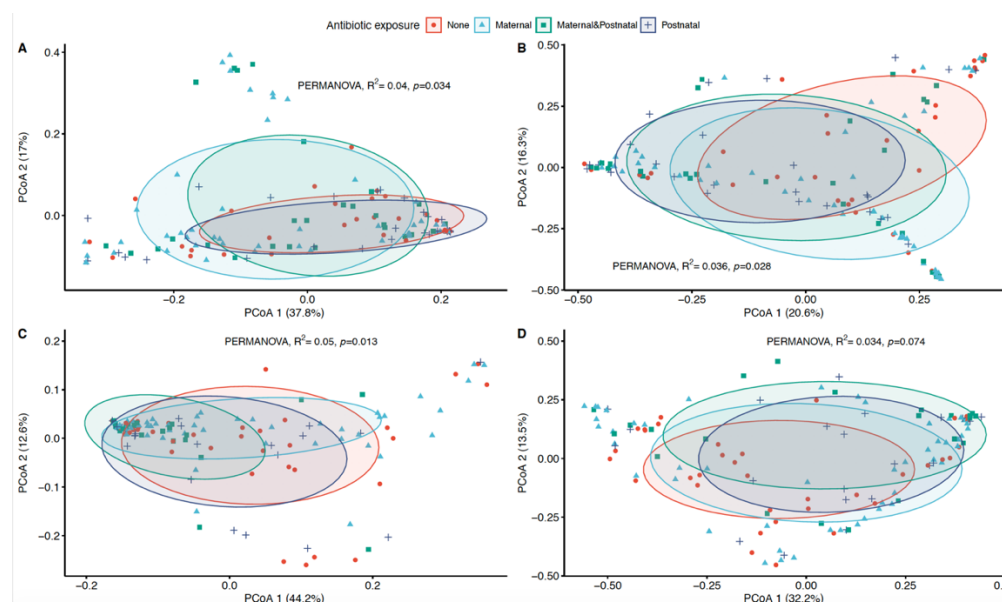 Antibiotic exposure None Maternal Maternal&Postnatal Postnatal
A
PERMANOVA, R2= 0.04, p=0.034
PCoA 2 (17%)
0.4
0.2
0.0
−0.2
0.0
0.2
PCoA 1 (37.8%)
B
PERMANOVA, R2= 0.036, p=0.028
PCoA 2 (16.3%)
0.50
0.25
0.00
−0.25
−0.50
−0.50
−0.25
0.00
0.25
0.5
PCoA 1 (20.6%)
C
PERMANOVA, R2= 0.05, p=0.013
PCoA 2 (12.6%)
0.2
0.1
0.0
−0.1
−0.2
−0.2
0.0
0.2
PCoA 1 (44.2%)
D
PERMANOVA, R2= 0.034, p=0.074
PCoA 2 (13.5%)
0.50
0.25
0.00
−0.25
−0.50
−0.50
−0.25
0.00
0.25
0.5
PCoA 1 (32.2%)